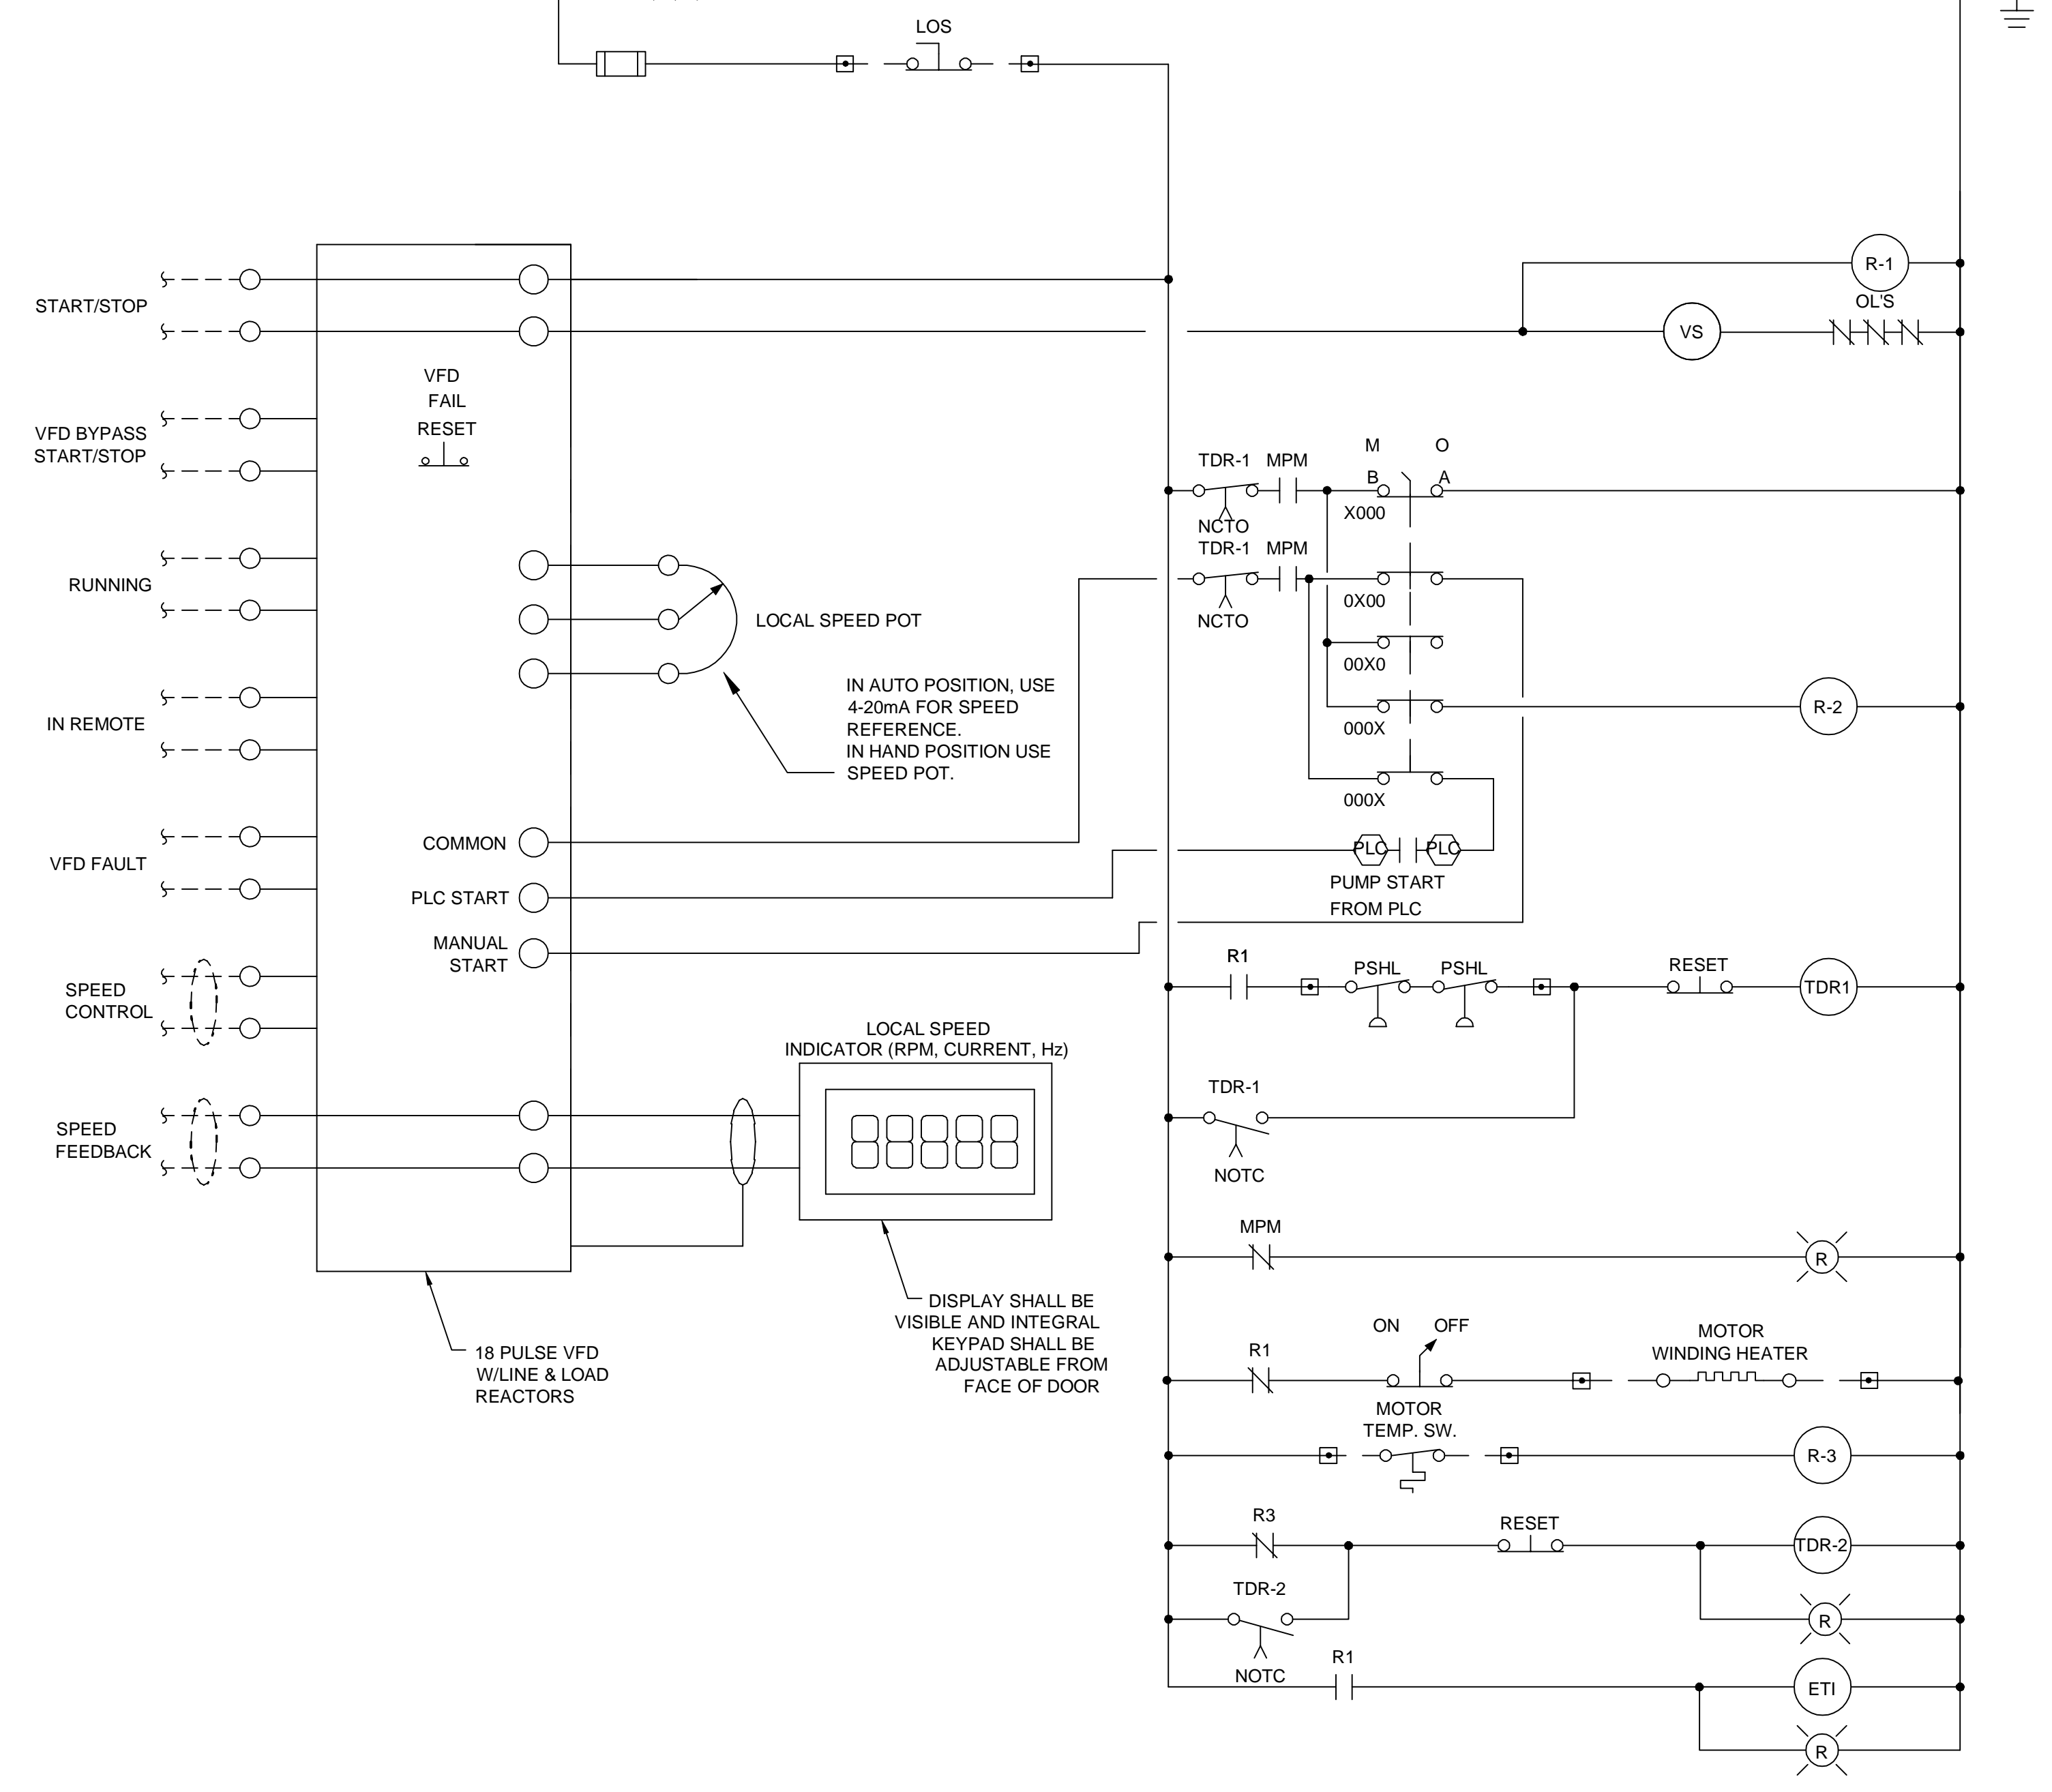 LOS
R-1
OL'S
VS
START/STOP
VFD
FAIL
RESET
VFD BYPASS
START/STOP
M
O
TDR-1
MPM
B
A
X000
NCTO
TDR-1
MPM
0X00
NCTO
RUNNING
LOCAL SPEED POT
00X0
IN AUTO POSITION, USE
4-20mA FOR SPEED
REFERENCE.
IN HAND POSITION USE
SPEED POT.
IN REMOTE
R-2
000X
000X
COMMON
PLC
PLC
VFD FAULT
PUMP START
FROM PLC
PLC START
MANUAL
START
R1
PSHL
PSHL
RESET
TDR1
SPEED
CONTROL
LOCAL SPEED
INDICATOR (RPM, CURRENT, Hz)
88888
TDR-1
NOTC
SPEED
FEEDBACK
MPM
R
DISPLAY SHALL BE
VISIBLE AND INTEGRAL
KEYPAD SHALL BE
ADJUSTABLE FROM
FACE OF DOOR
18 PULSE VFD
W/LINE & LOAD
REACTORS
ON
OFF
R1
MOTOR
WINDING HEATER
MOTOR
TEMP. SW.
R-3
R3
RESET
TDR-2
TDR-2
NOTC
R
R1
ETI
R